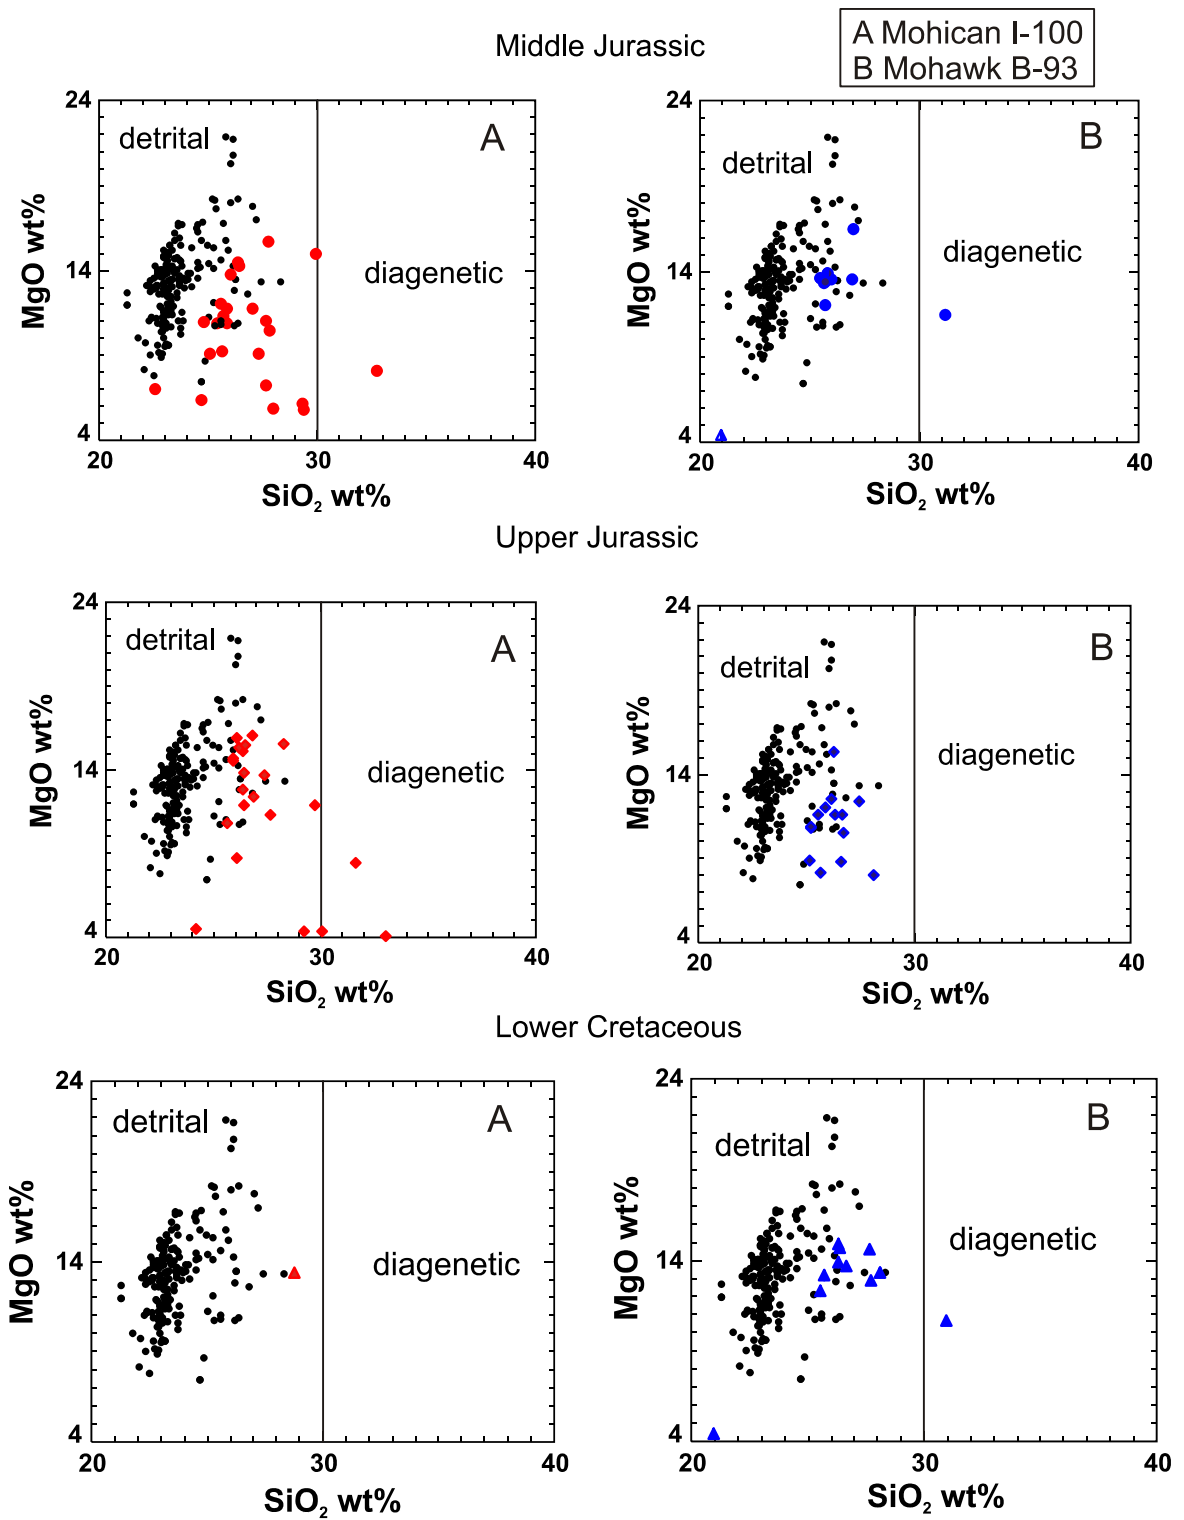 Middle Jurassic
A Mohican I-100
B Mohawk B-93
24
detrital
A
MgO wt%
14
diagenetic
4
20
30
40
SiO₂ wt%
24
detrital
B
MgO wt%
14
diagenetic
4
20
30
40
SiO₂ wt%
Upper Jurassic
24
detrital
A
MgO wt%
14
diagenetic
4
20
30
40
SiO₂ wt%
24
detrital
B
MgO wt%
14
diagenetic
4
20
30
40
SiO₂ wt%
Lower Cretaceous
24
detrital
A
MgO wt%
14
diagenetic
4
20
30
40
SiO₂ wt%
24
detrital
B
MgO wt%
14
diagenetic
4
20
30
40
SiO₂ wt%